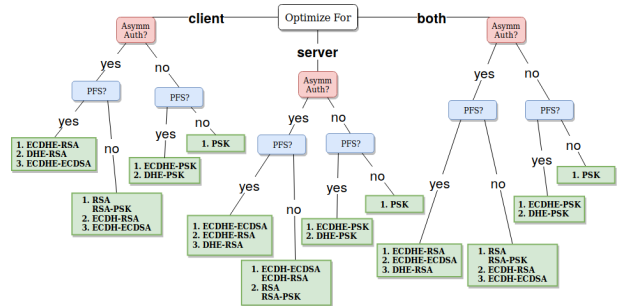 client
Optimize For
both
Asymm
Auth?
server
Asymm
Auth?
Asymm
Auth?
yes
no
yes
no
yes
no
PFS?
PFS?
PFS?
PFS?
PFS?
PFS?
yes
no
yes
1. PSK
1. ECDHE-RSA
2. DHE-RSA
3. ECDHE-ECDSA
1. ECDHE-PSK
2. DHE-PSK
1. RSA
RSA-PSK
2. ECDH-RSA
3. ECDH-ECDSA
yes
no
yes
no
1. PSK
1. ECDHE-ECDSA
2. ECDHE-RSA
3. DHE-RSA
1. ECDHE-PSK
2. DHE-PSK
1. ECDH-ECDSA
ECDH-RSA
2. RSA
RSA-PSK
yes
no
yes
no
1. PSK
1. ECDHE-PSK
2. DHE-PSK
1. ECDHE-RSA
2. ECDHE-ECDSA
3. DHE-RSA
1. RSA
RSA-PSK
2. ECDH-RSA
3. ECDH-ECDSA
no